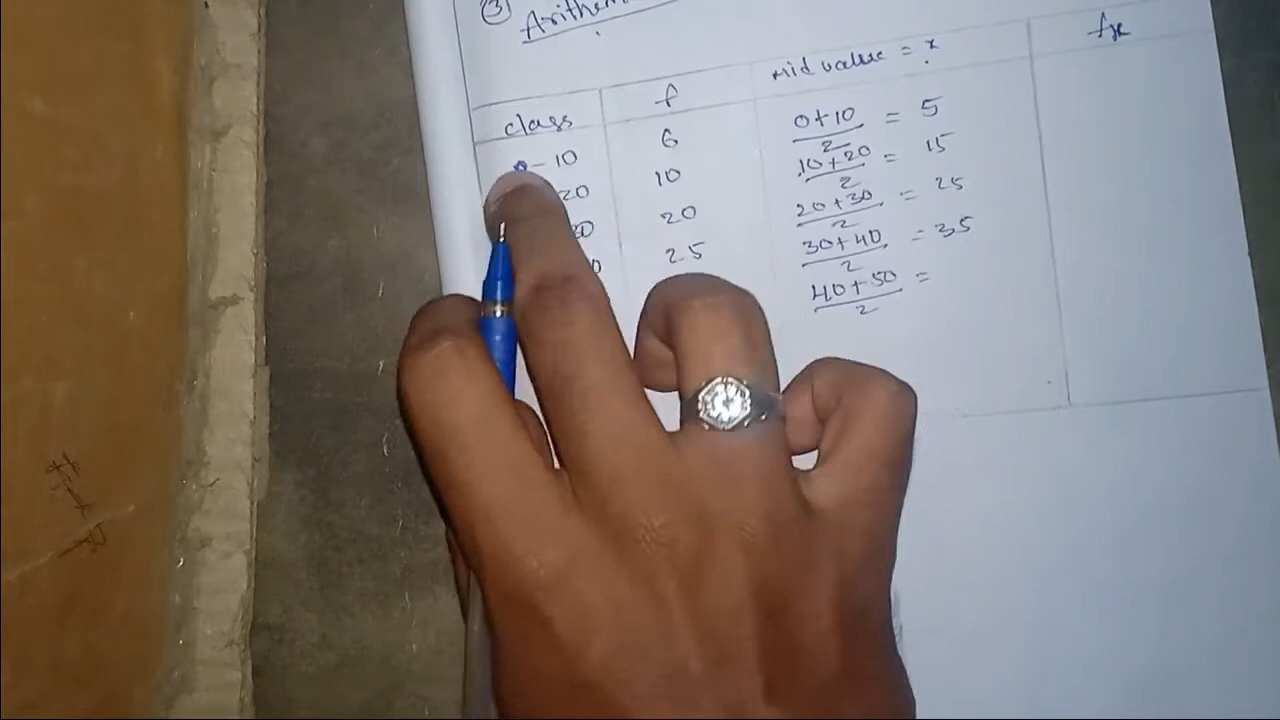 ③
class f mid value = x fx
0-10 6 0+10/2 = 5
20 10 10+20/2 = 15
20 20+30/2 = 25
25 30+40/2 = 35
40+50/2 =